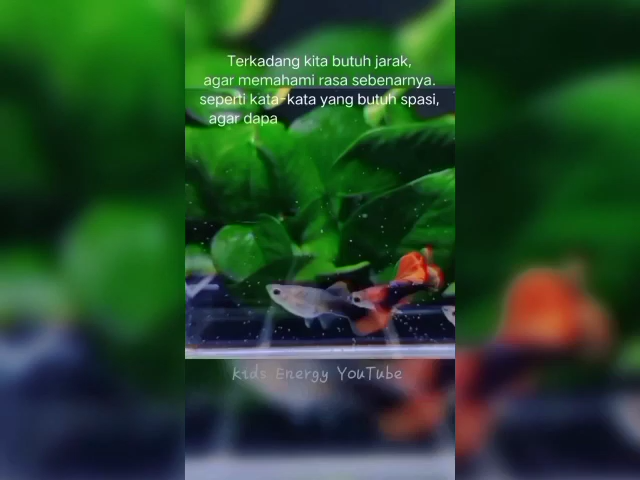 Terkadang kita butuh jarak,
agar memahami rasa sebenarnya.
seperti kata-kata yang butuh spasi,
agar dapa
kids Energy YouTube